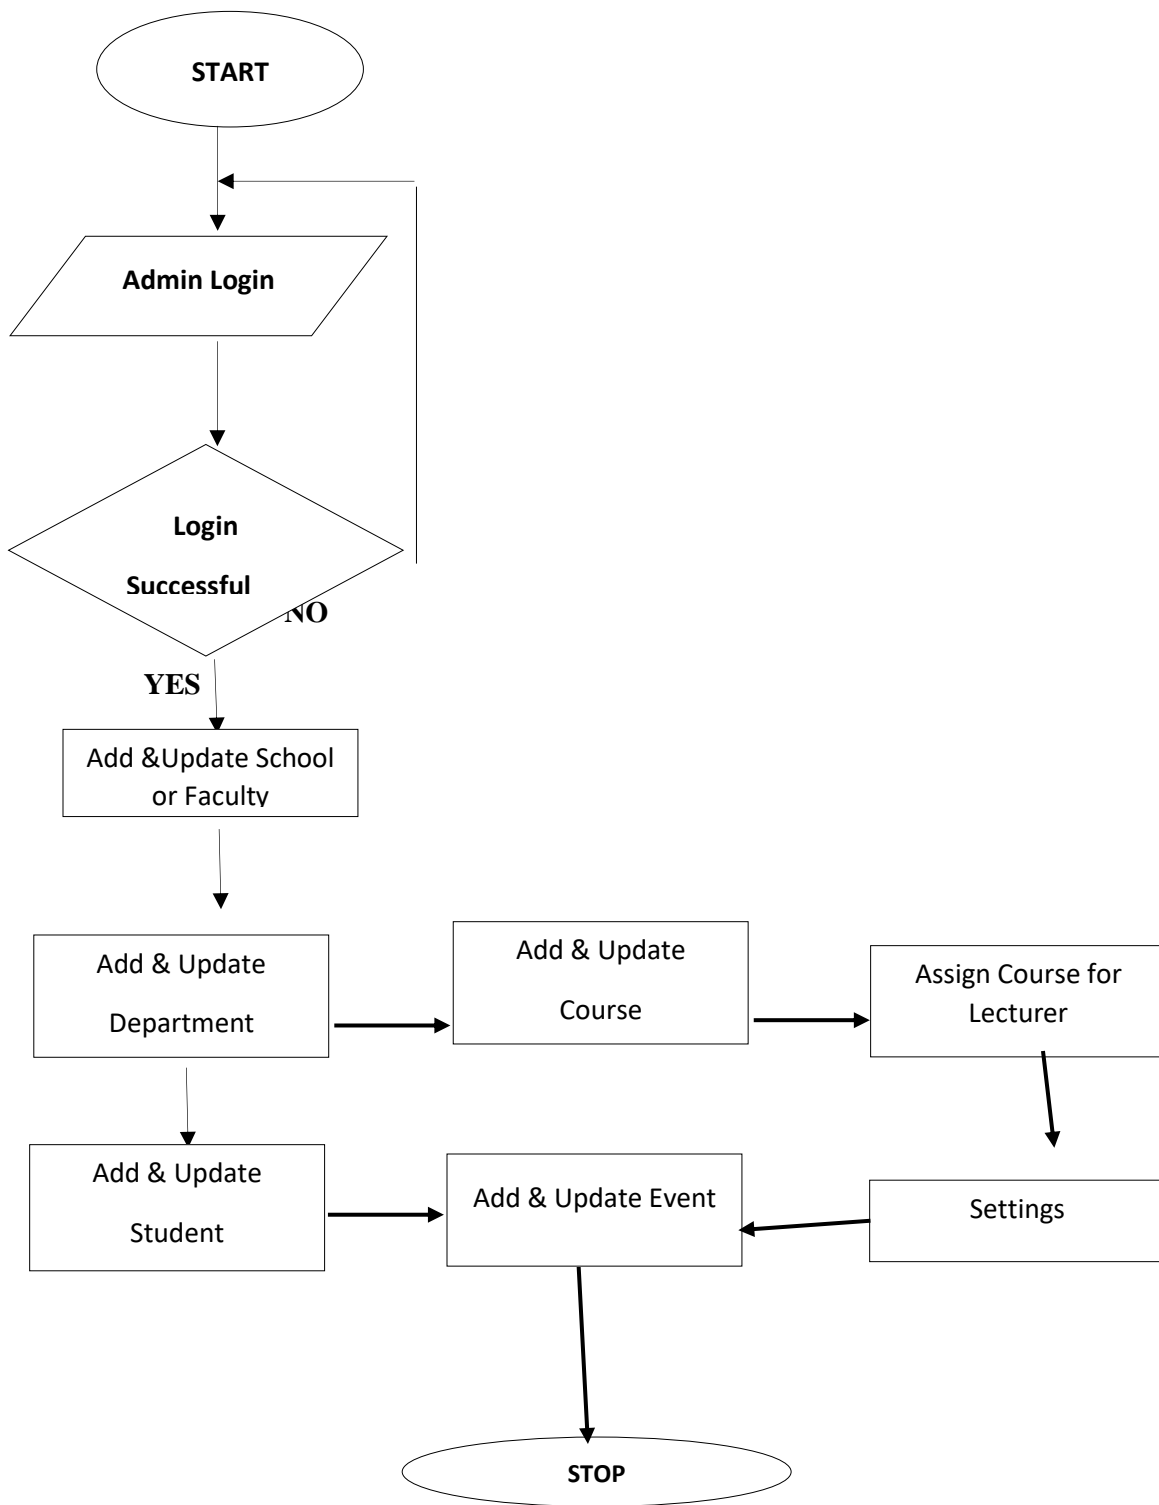 START
Admin Login
Login
Successful
NO
YES
Add &Update School
or Faculty
Add & Update
Department
Add & Update
Course
Assign Course for
Lecturer
Add & Update
Student
Add & Update Event
Settings
STOP